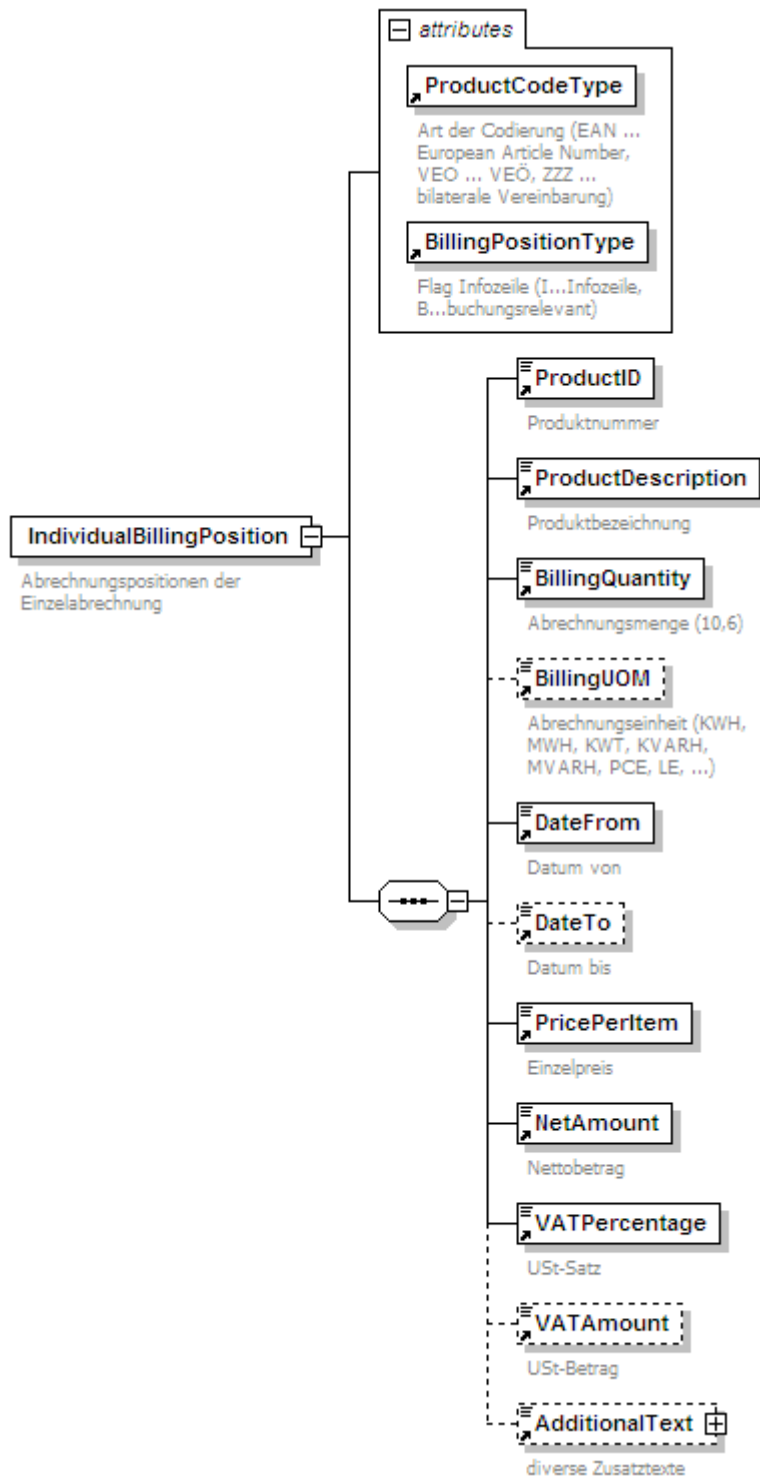 attributes
ProductCodeType
Art der Codierung (EAN ...
European Article Number,
VEO ... VEÖ, ZZZ ...
bilaterale Vereinbarung)
BillingPositionType
Flag Infozeile (I...Infozeile,
B...buchungsrelevant)
IndividualBillingPosition
Abrechnungspositionen der
Einzelabrechnung
ProductID
Produktnummer
ProductDescription
Produktbezeichnung
BillingQuantity
Abrechnungsmenge (10,6)
BillingUOM
Abrechnungseinheit (KWH,
MWH, KWT, KVARH,
MVARH, PCE, LE, ...)
DateFrom
Datum von
DateTo
Datum bis
PricePerItem
Einzelpreis
NetAmount
Nettobetrag
VATPercentage
USt-Satz
VATAmount
USt-Betrag
AdditionalText
diverse Zusatztexte